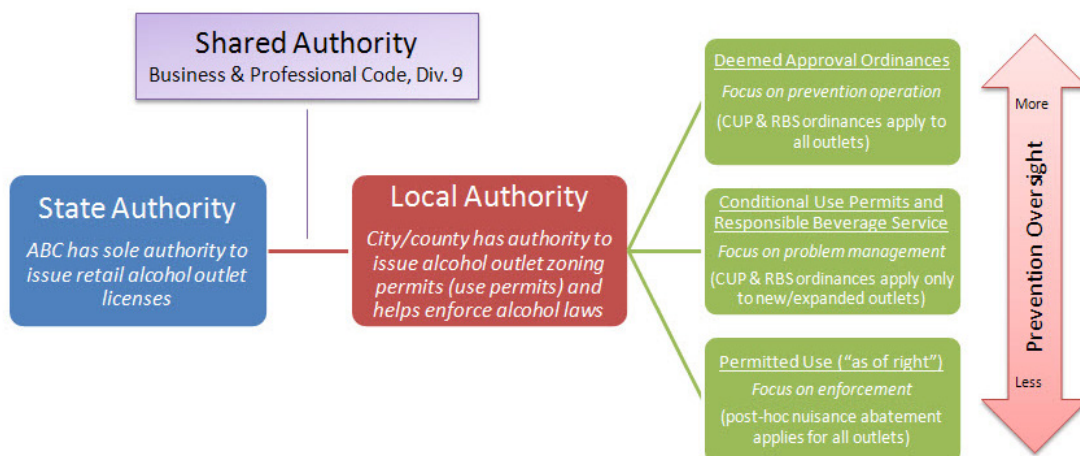 Shared Authority
Business & Professional Code, Div. 9
State Authority
ABC has sole authority to
issue retail alcohol outlet
licenses
Local Authority
City/county has authority to
issue alcohol outlet zoning
permits (use permits) and
helps enforce alcohol laws
Deemed Approval Ordinances
Focus on prevention operation
(CUP & RBS ordinances apply to
all outlets)
Conditional Use Permits and
Responsible Beverage Service
Focus on problem management
(CUP & RBS ordinances apply only
to new/expanded outlets)
Permitted Use ("as of right")
Focus on enforcement
(post-hoc nuisance abatement
applies for all outlets)
More
Prevention Oversight
Less